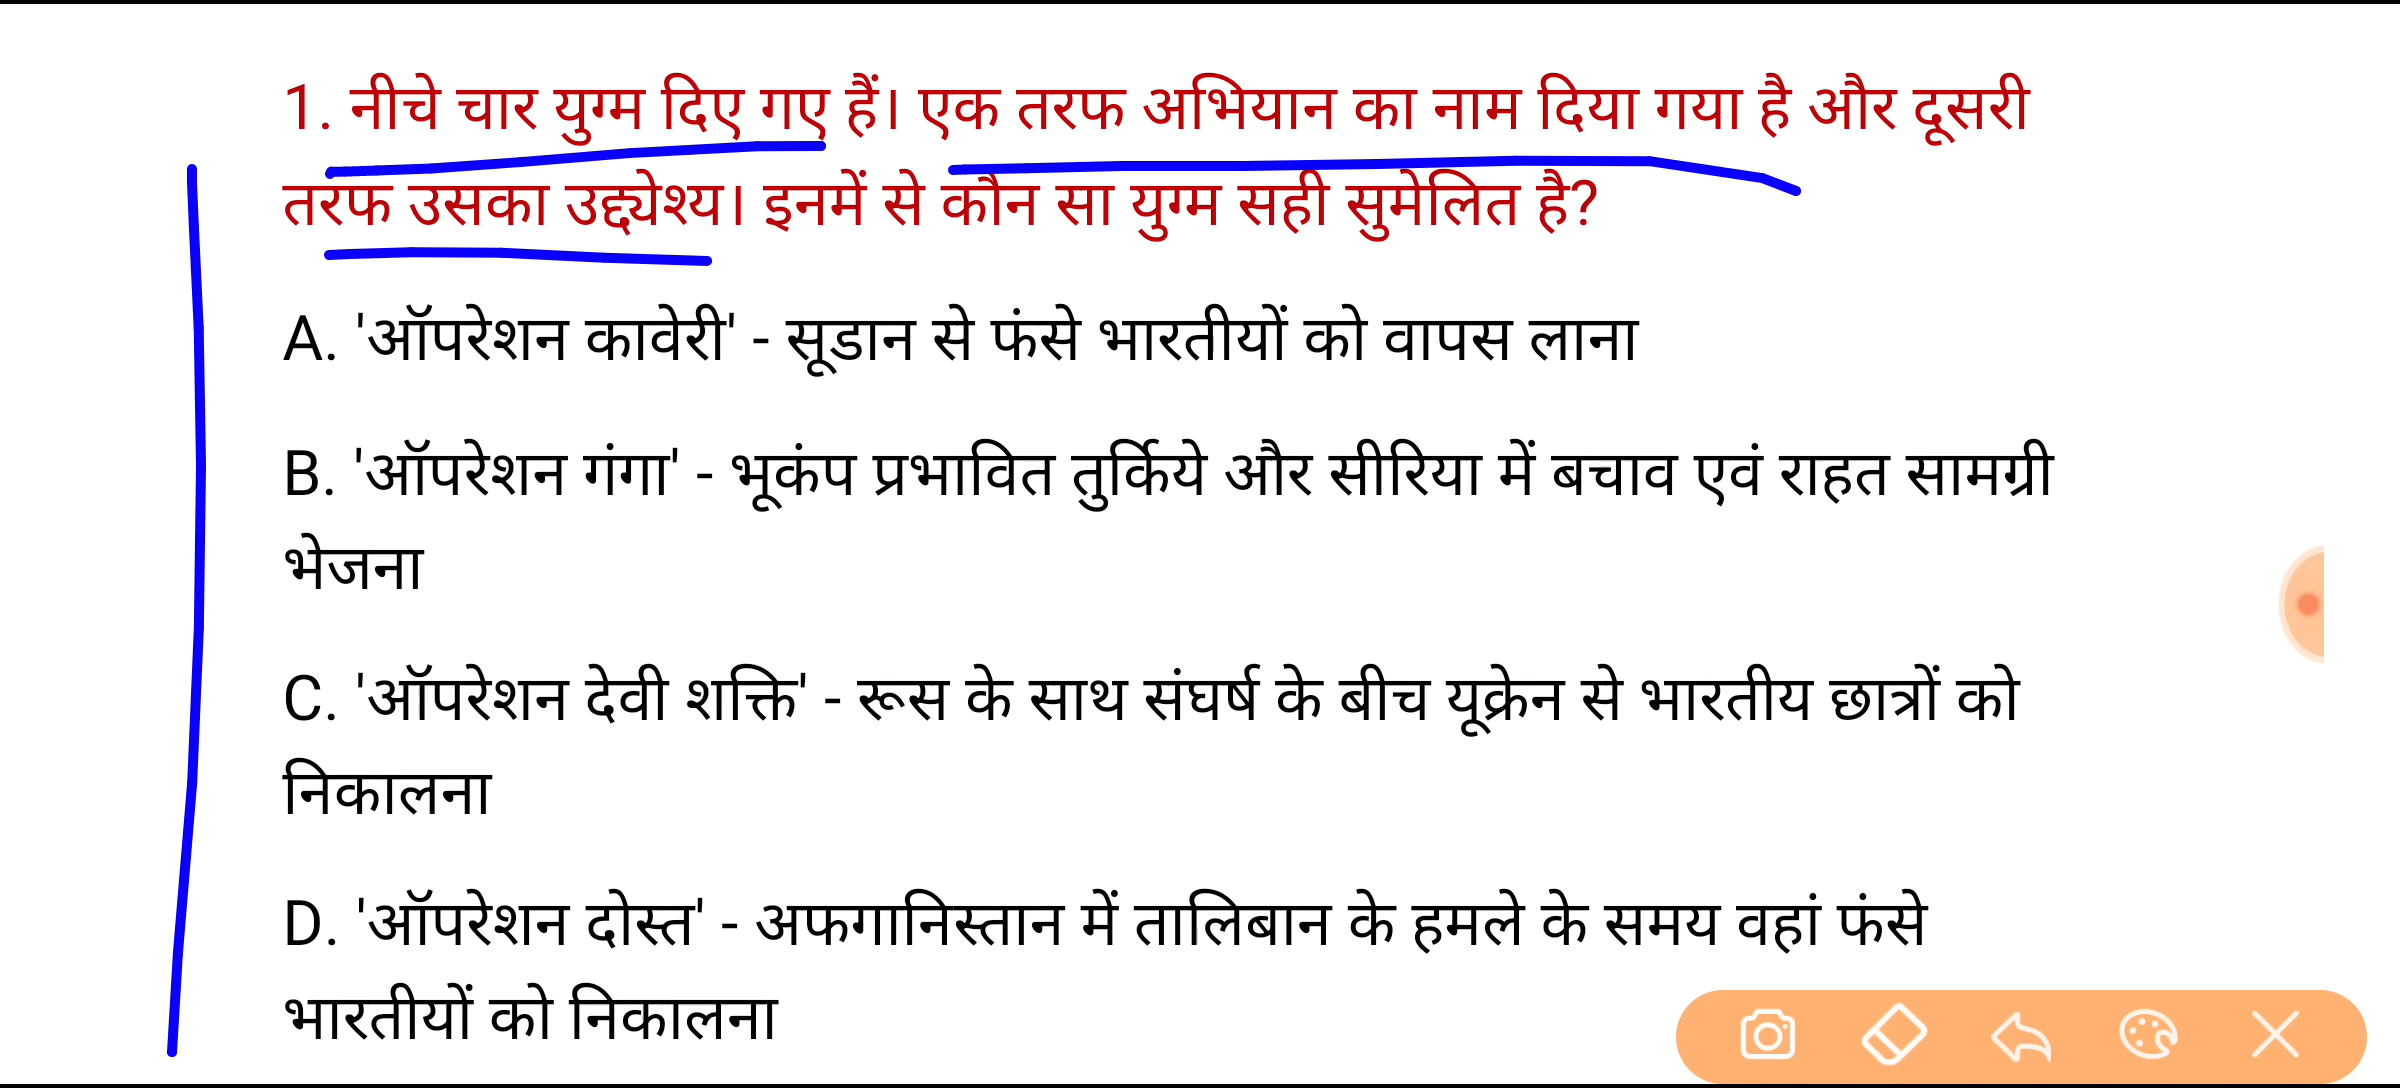 1. नीचे चार युग्म दिए गए हैं। एक तरफ अभियान का नाम दिया गया है और दूसरी
तरफ उसका उद्द्येश्य। इनमें से कौन सा युग्म सही सुमेलित है?
A. 'ऑपरेशन कावेरी' - सूडान से फंसे भारतीयों को वापस लाना
B. 'ऑपरेशन गंगा' - भूकंप प्रभावित तुर्किये और सीरिया में बचाव एवं राहत सामग्री
भेजना
C. 'ऑपरेशन देवी शक्ति' - रूस के साथ संघर्ष के बीच यूक्रेन से भारतीय छात्रों को
निकालना
D. 'ऑपरेशन दोस्त' - अफगानिस्तान में तालिबान के हमले के समय वहां फंसे
भारतीयों को निकालना